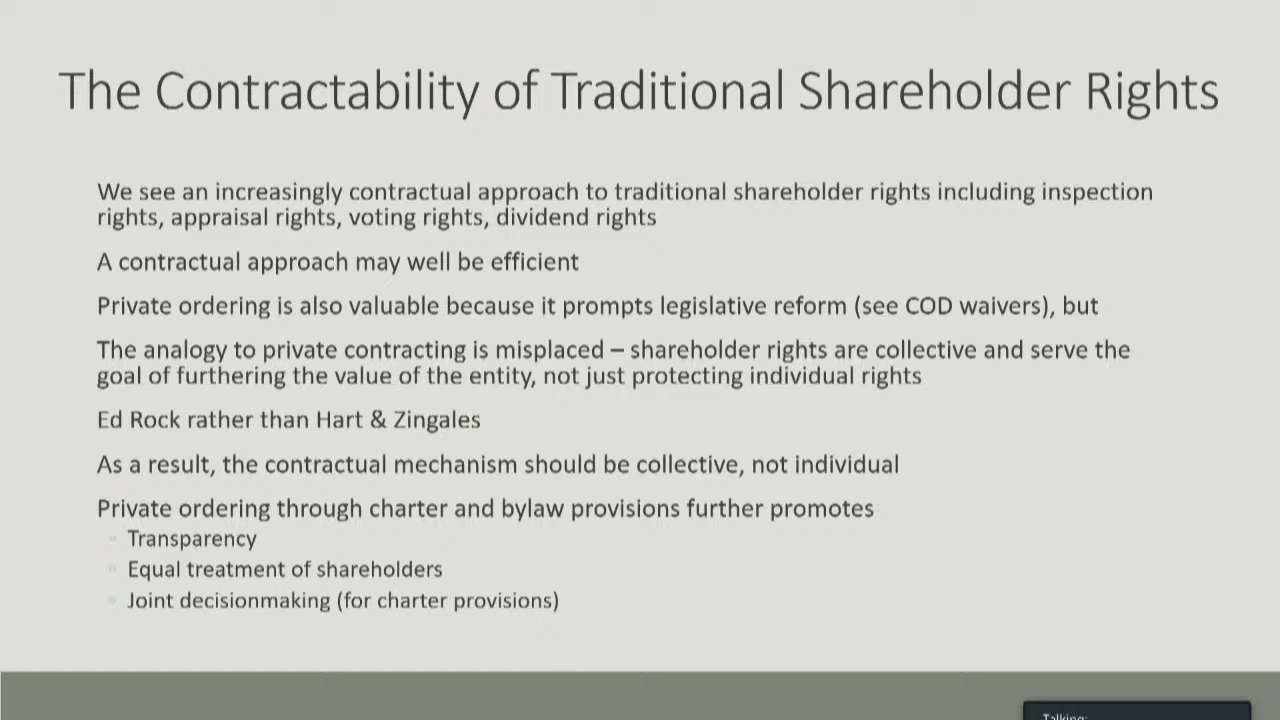 The Contractability of Traditional Shareholder Rights
We see an increasingly contractual approach to traditional shareholder rights including inspection
rights, appraisal rights, voting rights, dividend rights
A contractual approach may well be efficient
Private ordering is also valuable because it prompts legislative reform (see COD waivers), but
The analogy to private contracting is misplaced – shareholder rights are collective and serve the
goal of furthering the value of the entity, not just protecting individual rights
Ed Rock rather than Hart & Zingales
As a result, the contractual mechanism should be collective, not individual
Private ordering through charter and bylaw provisions further promotes
Transparency
Equal treatment of shareholders
Joint decisionmaking (for charter provisions)
Talking: